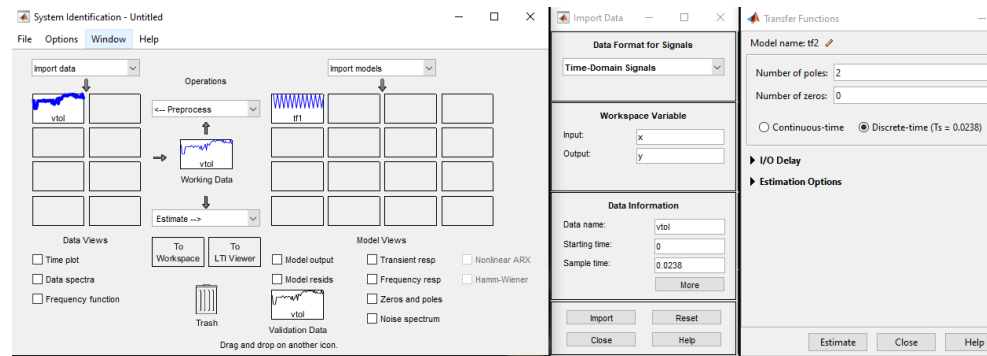 System Identification - Untitled
File Options Window Help
Import data
Import models
Operations
<-- Preprocess
vtol
tf1
vtol
Working Data
Estimate -->
Data Views
To Workspace
To LTI Viewer
Model Views
Time plot
Data spectra
Frequency function
Model output
Model resids
Transient resp
Frequency resp
Zeros and poles
Noise spectrum
Nonlinear ARX
Hamm-Wiener
Trash
vtol
Validation Data
Drag and drop on another icon.
Import Data
Data Format for Signals
Time-Domain Signals
Workspace Variable
Input: x
Output: y
Data Information
Data name: vtol
Starting time: 0
Sample time: 0.0238
More
Import Reset
Close Help
Transfer Functions
Model name: tf2
Number of poles: 2
Number of zeros: 0
Continuous-time Discrete-time (Ts = 0.0238)
I/O Delay
Estimation Options
Estimate Close Help